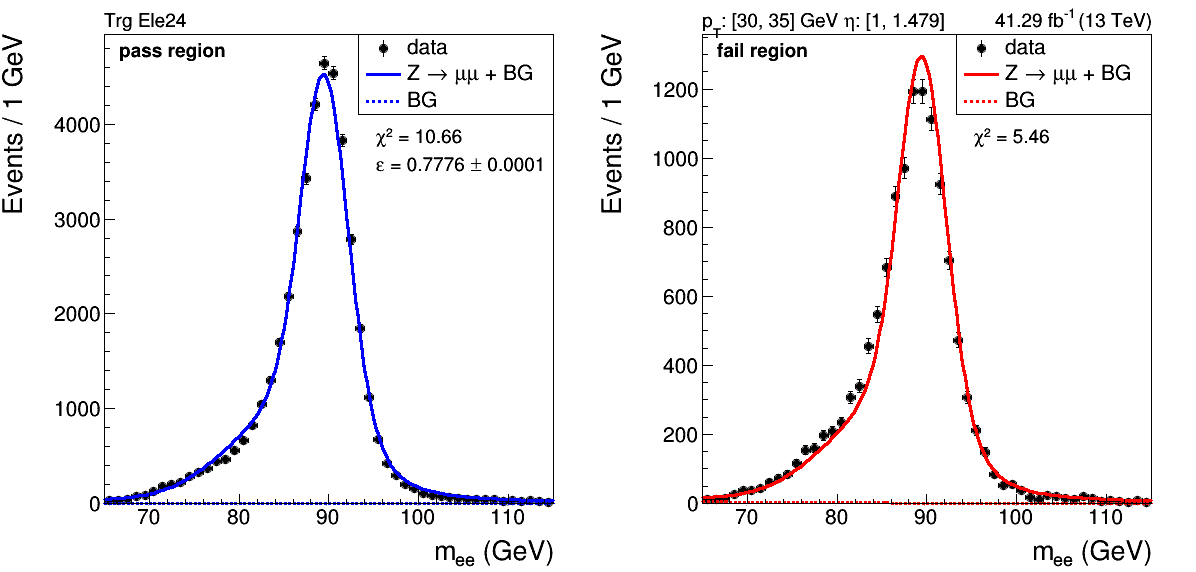 Trg Ele24
pass region
data
Z → μμ + BG
BG
χ² = 10.66
ε = 0.7776 ± 0.0001
Events / 1 GeV
4000
3000
2000
1000
0
70 80 90 100 110
m_ee (GeV)
p_T: [30, 35] GeV η: [1, 1.479] 41.29 fb⁻¹ (13 TeV)
fail region
data
Z → μμ + BG
BG
χ² = 5.46
Events / 1 GeV
1200
1000
800
600
400
200
0
70 80 90 100 110
m_ee (GeV)